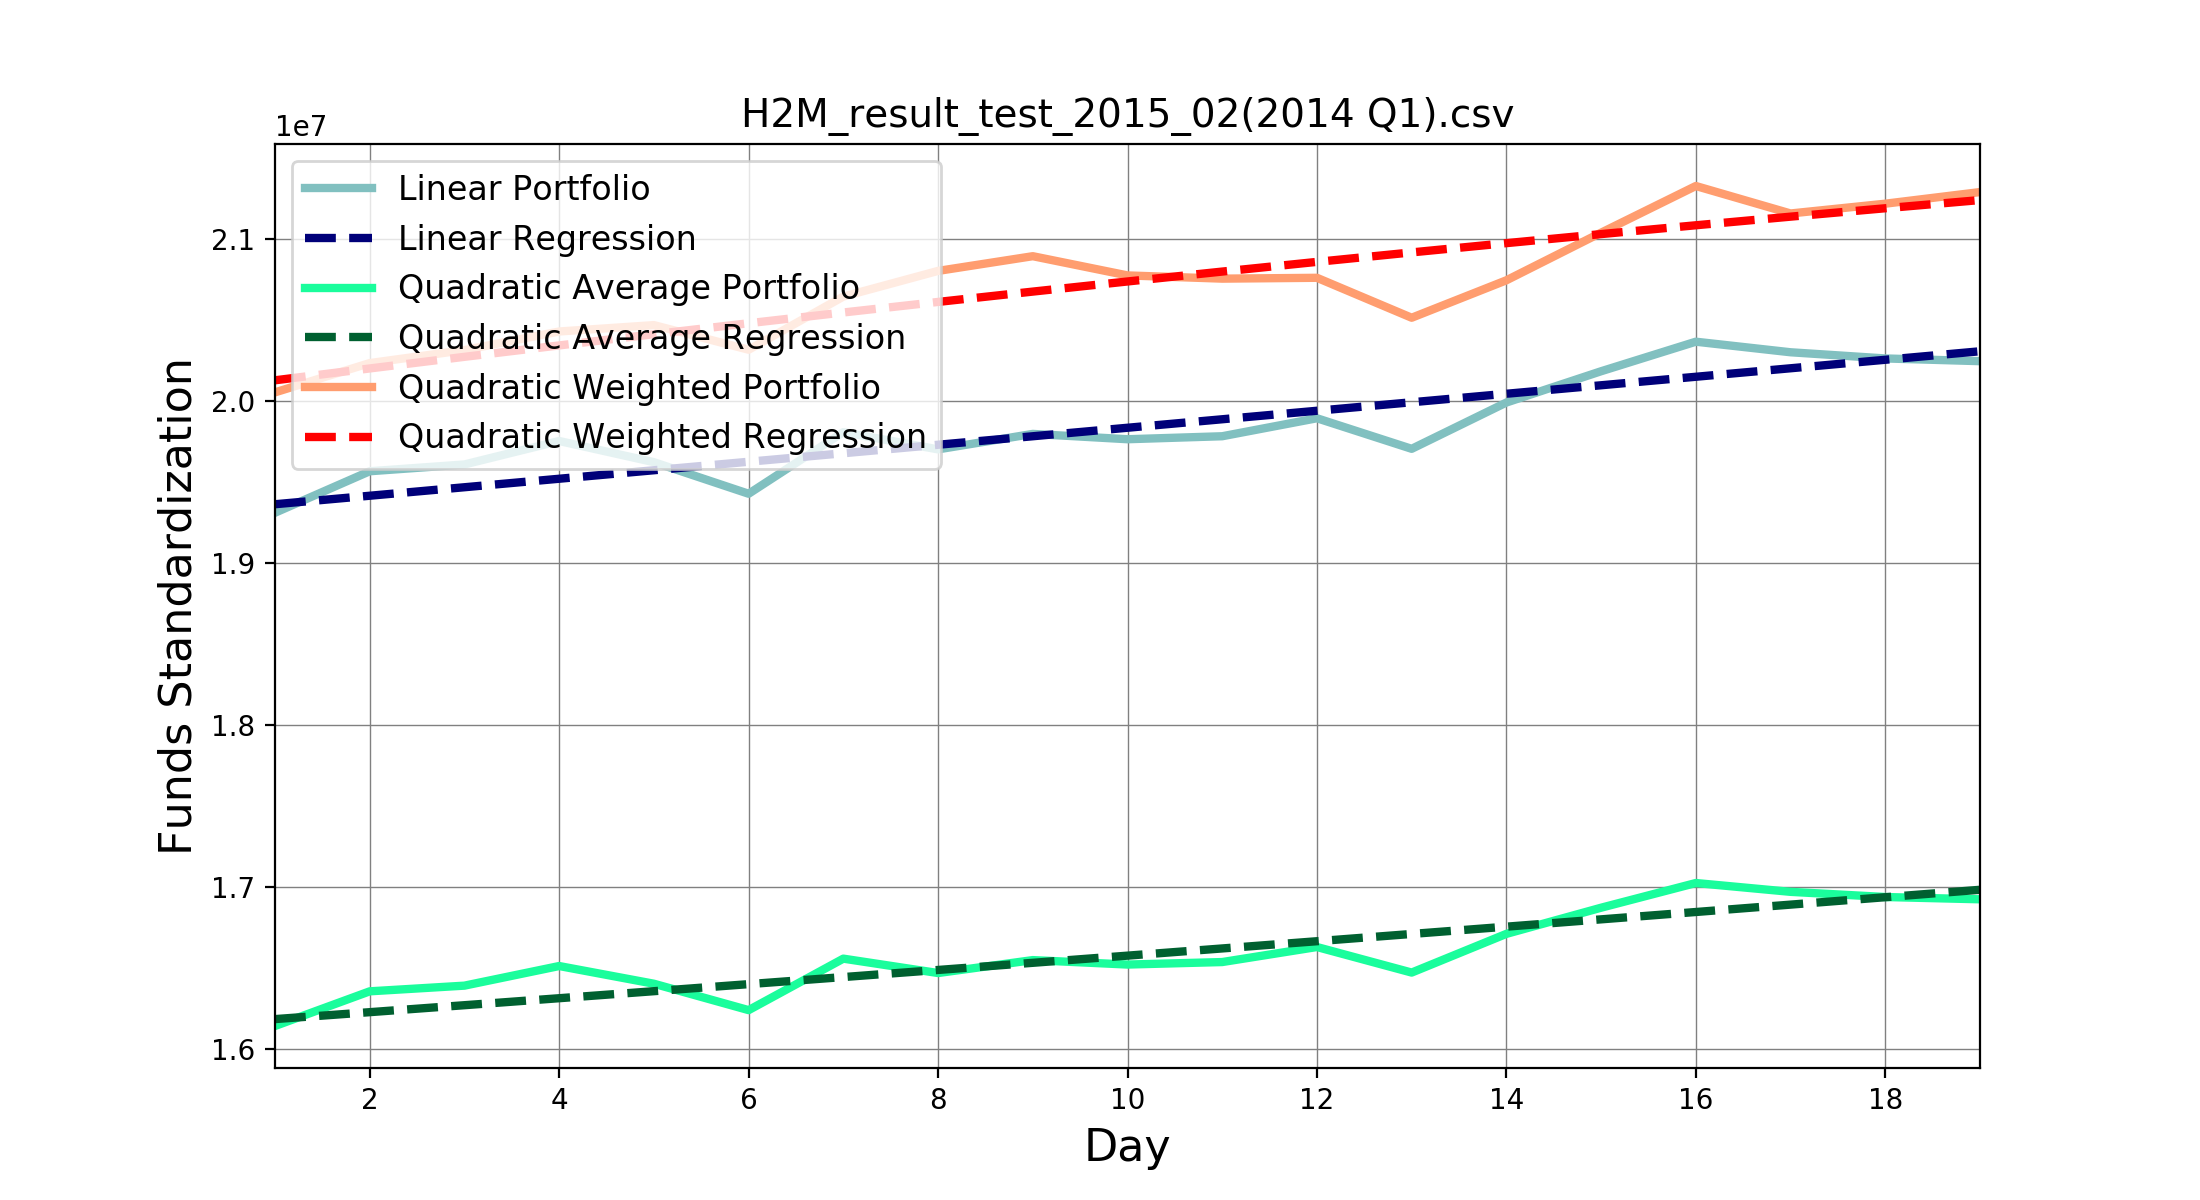 H2M_result_test_2015_02(2014 Q1).csv
1e7
Linear Portfolio
Linear Regression
Quadratic Average Portfolio
Quadratic Average Regression
Quadratic Weighted Portfolio
Quadratic Weighted Regression
2.1
2.0
1.9
1.8
1.7
1.6
Funds Standardization
2 4 6 8 10 12 14 16 18
Day